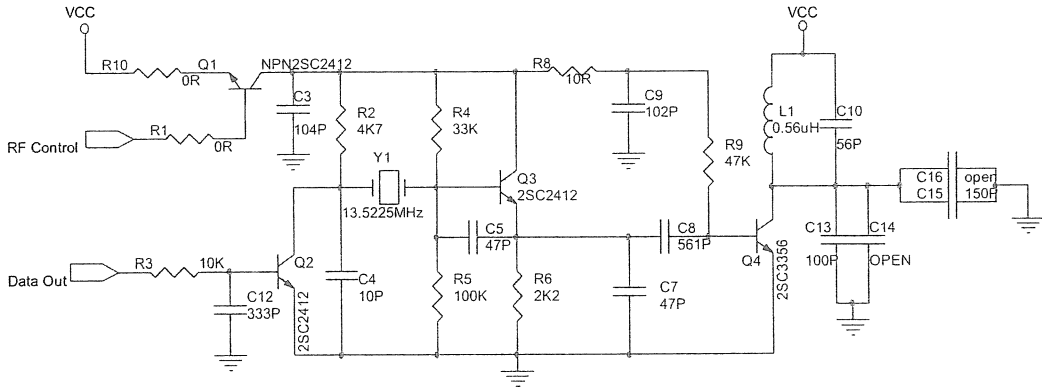 VCC
R10
0R
Q1
NPN2SC2412
RF Control
R1
0R
C3
104P
R2
4K7
R4
33K
Y1
13.5225MHz
Q3
2SC2412
R8
10R
C9
102P
R9
47K
VCC
L1
0.56uH
C10
56P
C16
open
C15
150P
Data Out
R3
10K
C12
333P
Q2
2SC2412
C4
10P
C5
47P
R5
100K
R6
2K2
C7
47P
C8
561P
Q4
2SC3356
C13
100P
C14
OPEN